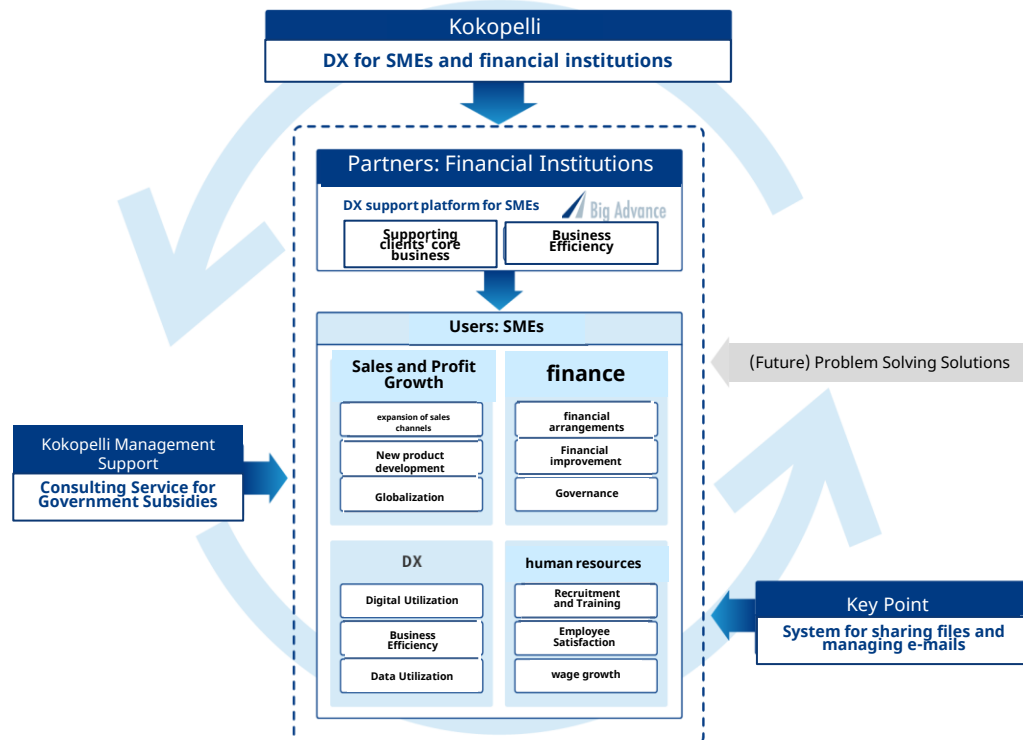 Kokopelli
DX for SMEs and financial institutions
Partners: Financial Institutions
DX support platform for SMEs
Big Advance
Supporting
clients' core
business
Business
Efficiency
Users: SMEs
Sales and Profit
Growth
expansion of sales
channels
New product
development
Globalization
finance
financial
arrangements
Financial
improvement
Governance
DX
Digital Utilization
Business
Efficiency
Data Utilization
human resources
Recruitment
and Training
Employee
Satisfaction
wage growth
Kokopelli Management
Support
Consulting Service for
Government Subsidies
(Future) Problem Solving Solutions
Key Point
System for sharing files and
managing e-mails